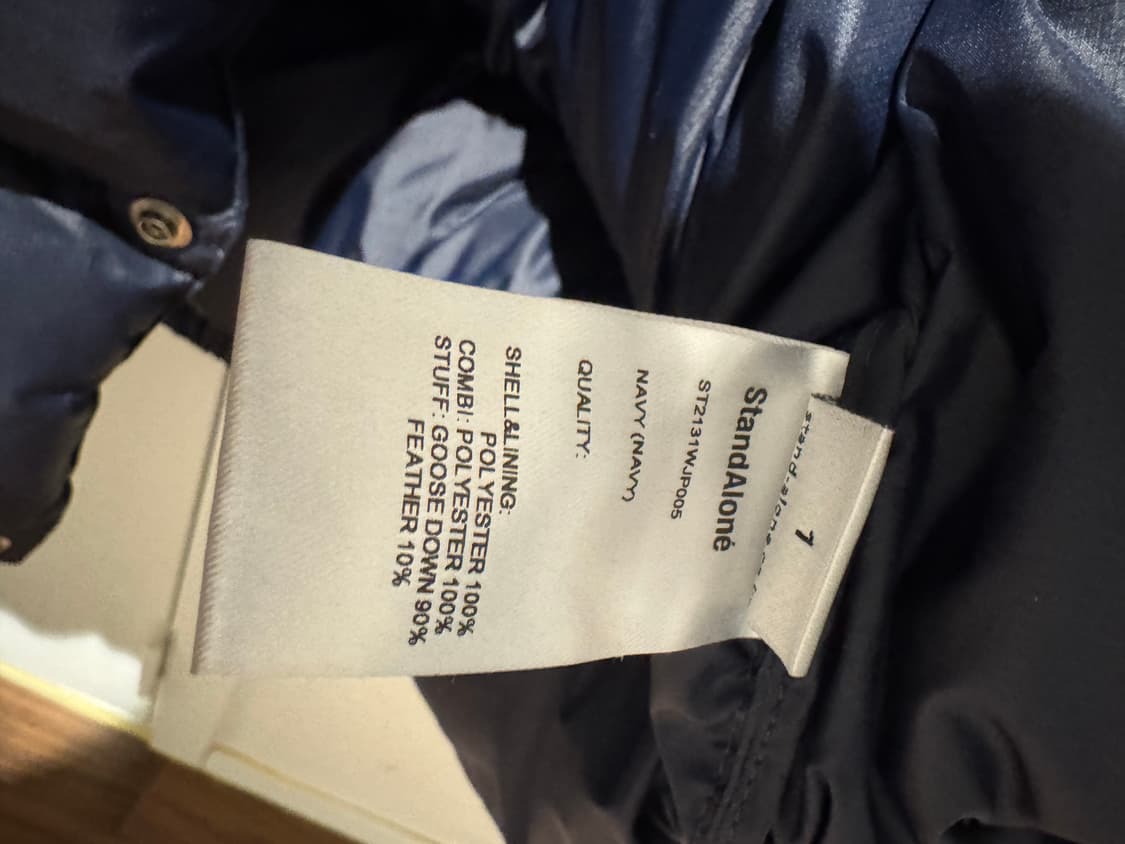 1
StandAloné
ST2131WJP005
NAVY (NAVY)
QUALITY:
SHELL&LINING:
POLYESTER 100%
COMBI: POLYESTER 100%
STUFF: GOOSE DOWN 90%
FEATHER 10%